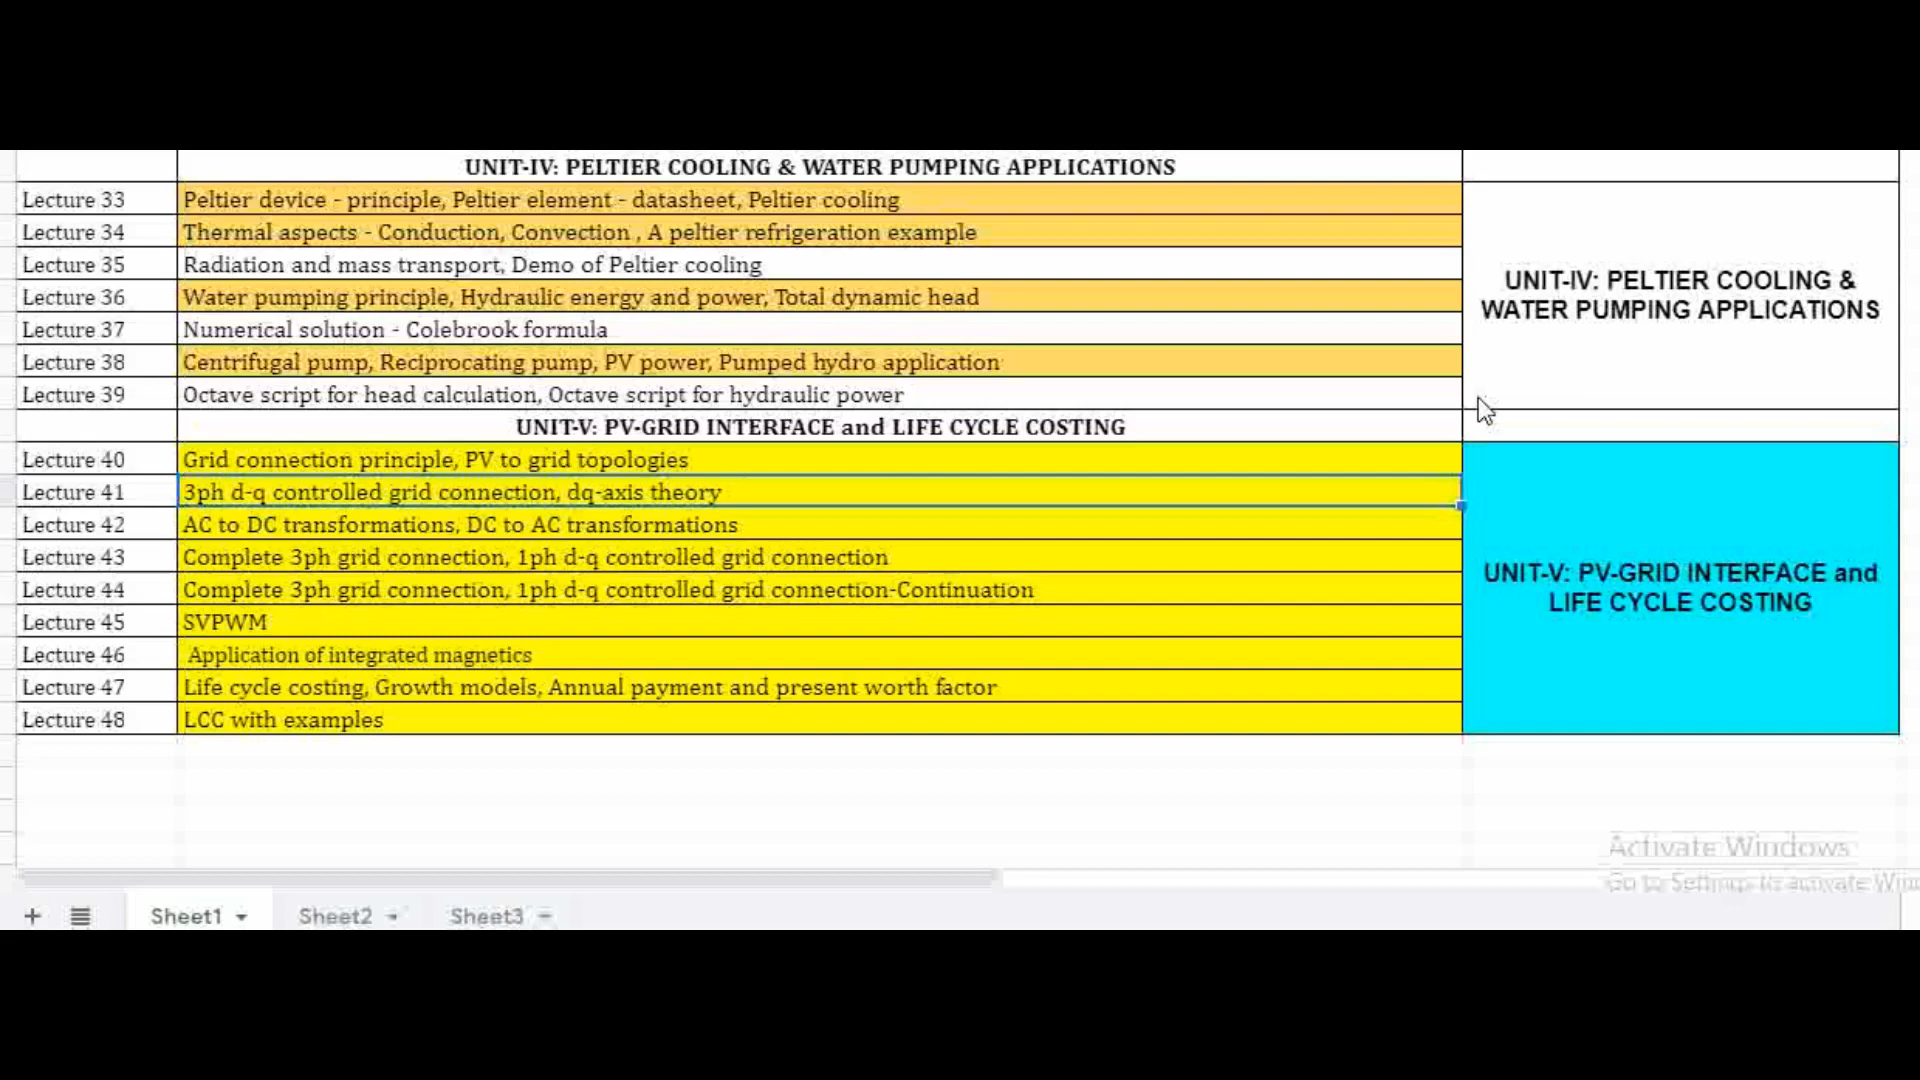 UNIT-IV: PELTIER COOLING & WATER PUMPING APPLICATIONS
Lecture 33 Peltier device - principle, Peltier element - datasheet, Peltier cooling
Lecture 34 Thermal aspects - Conduction, Convection , A peltier refrigeration example
Lecture 35 Radiation and mass transport, Demo of Peltier cooling
Lecture 36 Water pumping principle, Hydraulic energy and power, Total dynamic head
Lecture 37 Numerical solution - Colebrook formula
Lecture 38 Centrifugal pump, Reciprocating pump, PV power, Pumped hydro application
Lecture 39 Octave script for head calculation, Octave script for hydraulic power
UNIT-IV: PELTIER COOLING &
WATER PUMPING APPLICATIONS
UNIT-V: PV-GRID INTERFACE and LIFE CYCLE COSTING
Lecture 40 Grid connection principle, PV to grid topologies
Lecture 41 3ph d-q controlled grid connection, dq-axis theory
Lecture 42 AC to DC transformations, DC to AC transformations
Lecture 43 Complete 3ph grid connection, 1ph d-q controlled grid connection
Lecture 44 Complete 3ph grid connection, 1ph d-q controlled grid connection-Continuation
Lecture 45 SVPWM
Lecture 46 Application of integrated magnetics
Lecture 47 Life cycle costing, Growth models, Annual payment and present worth factor
Lecture 48 LCC with examples
UNIT-V: PV-GRID INTERFACE and
LIFE CYCLE COSTING
Activate Windows
Go to Settings to activate
Sheet1 Sheet2 Sheet3